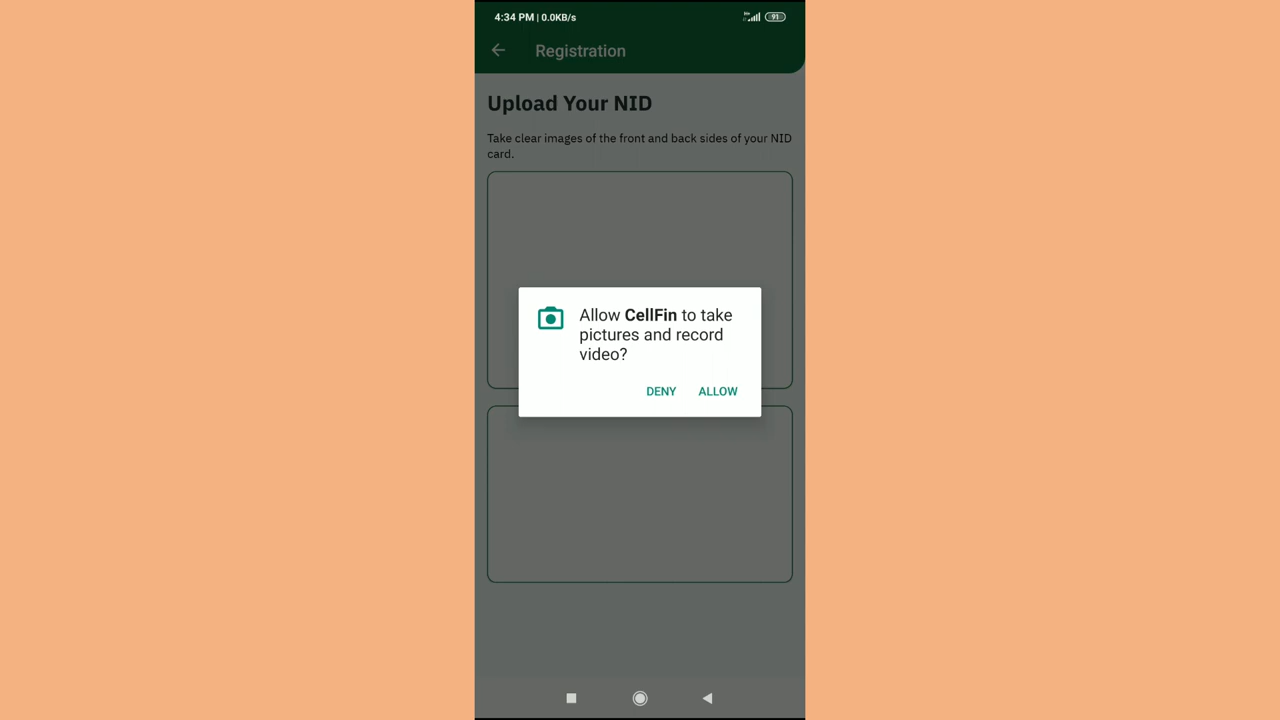 4:34 PM | 0.0KB/s
91
Registration
Upload Your NID
Take clear images of the front and back sides of your NID
card.
Allow CellFin to take
pictures and record
video?
DENY ALLOW